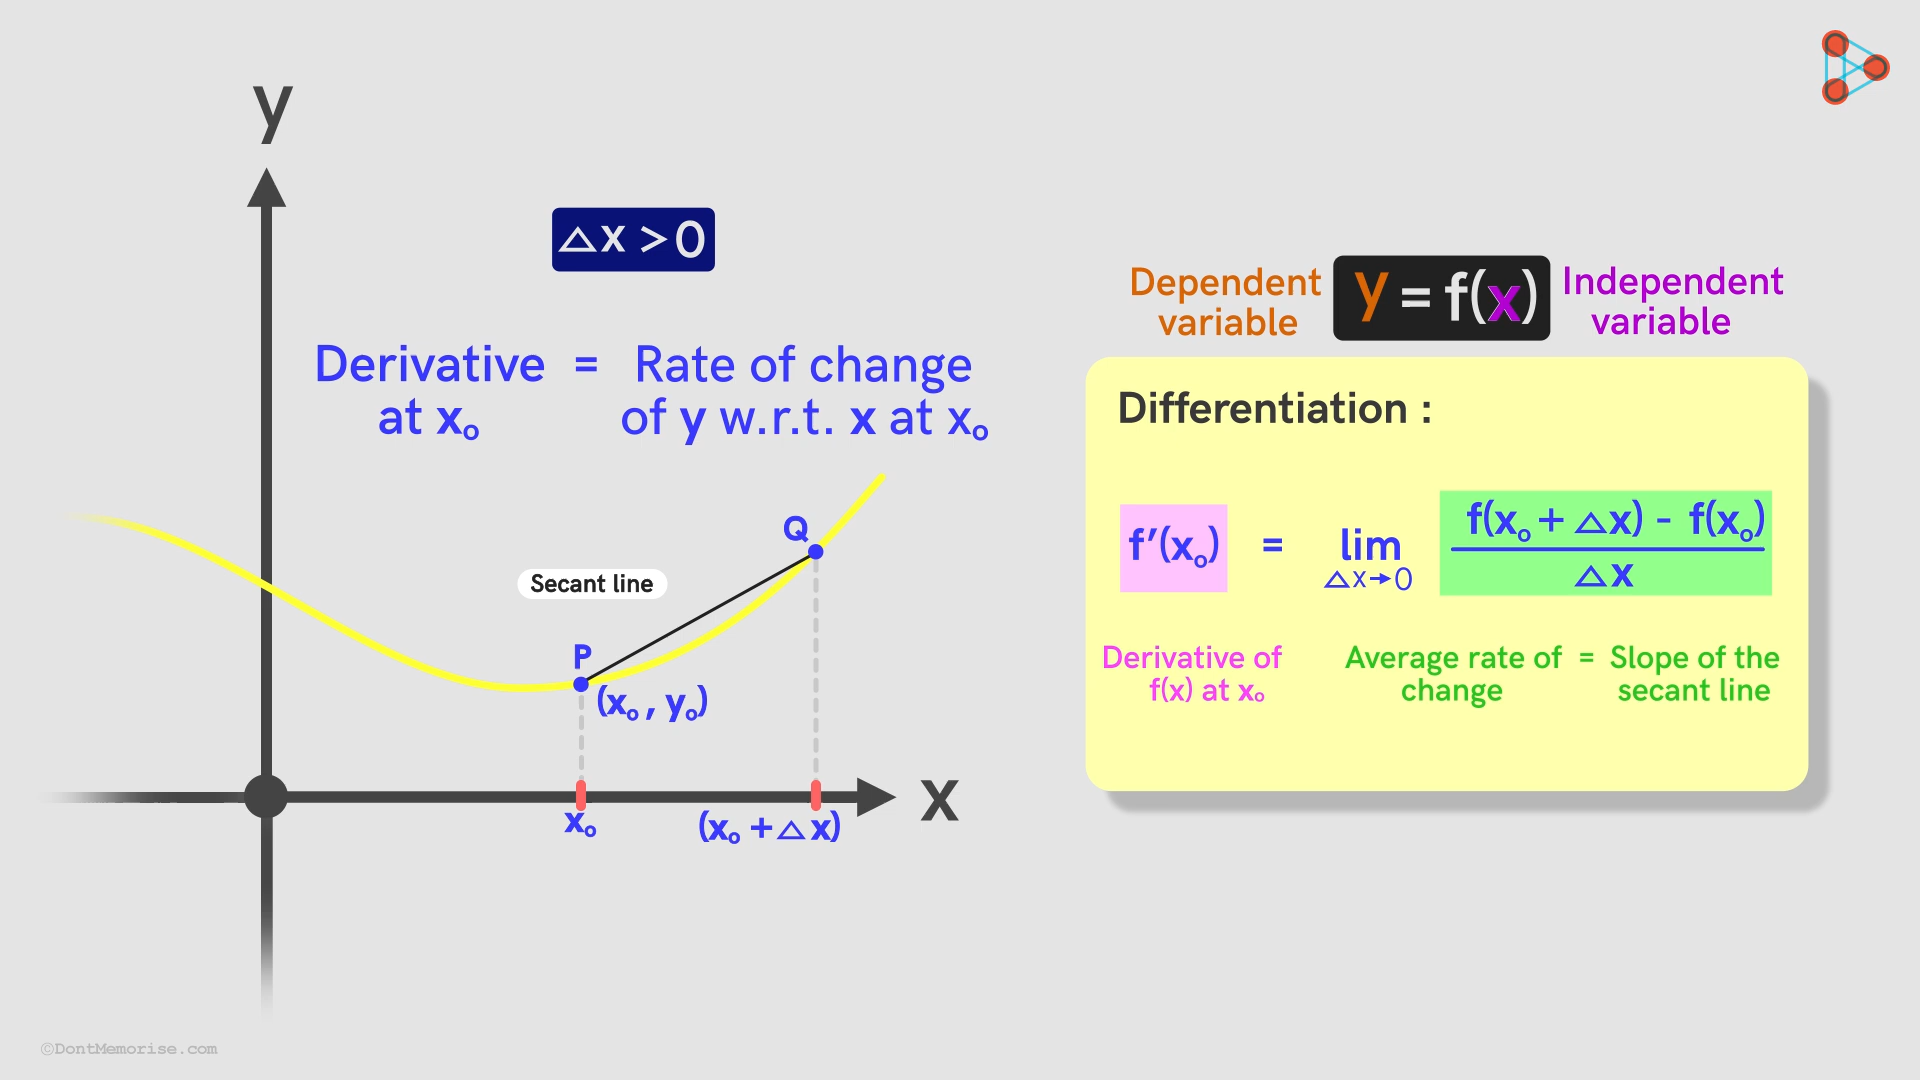 y
△x >0
Derivative = Rate of change
at x₀ of y w.r.t. x at x₀
Q
Secant line
P
(x₀ , y₀)
x₀ (x₀ +△ x)
x
Dependent
variable
y = f(x)
Independent
variable
Differentiation :
f′(x₀) = lim △x→0 f(x₀ + △x) - f(x₀)
△x
Derivative of
f(x) at x₀
Average rate of = Slope of the
change secant line
©DontMemorise.com